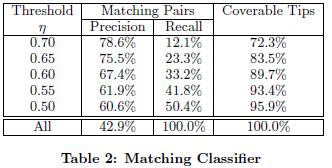 Threshold Matching Pairs Coverable Tips
η Precision Recall
0.70 78.6% 12.1% 72.3%
0.65 75.5% 23.3% 83.5%
0.60 67.4% 33.2% 89.7%
0.55 61.9% 41.8% 93.4%
0.50 60.6% 50.4% 95.9%
All 42.9% 100.0% 100.0%
Table 2: Matching Classifier